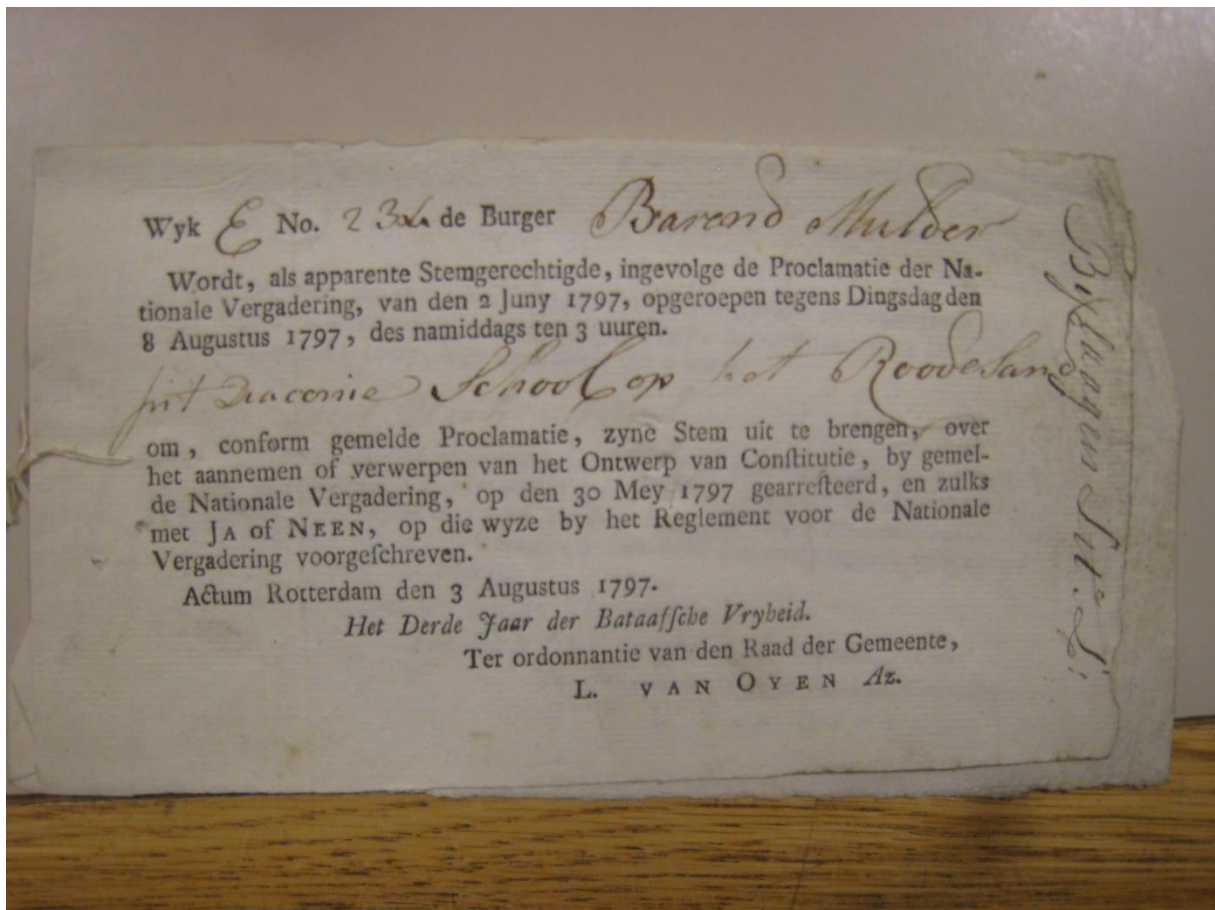 Wyk E No. 232 de Burger Barend Mulder
Wordt, als apparente Stemgerechtigde, ingevolge de Proclamatie der Na-
tionale Vergadering, van den 2 Juny 1797, opgeroepen tegens Dingsdag den
8 Augustus 1797, des namiddags ten 3 uuren.
Diaconie School op het Roodesand
om, conform gemelde Proclamatie, zyne Stem uit te brengen, over
het aannemen of verwerpen van het Ontwerp van Conſtitutie, by gemel-
de Nationale Vergadering, op den 30 Mey 1797 gearreſteerd, en zulks
met JA of NEEN, op die wyze by het Reglement voor de Nationale
Vergadering voorgeſchreven.
Actum Rotterdam den 3 Augustus 1797.
Het Derde Jaar der Bataafſche Vryheid.
Ter ordonnantie van den Raad der Gemeente,
L. VAN OYEN Az.
Bijlaagen